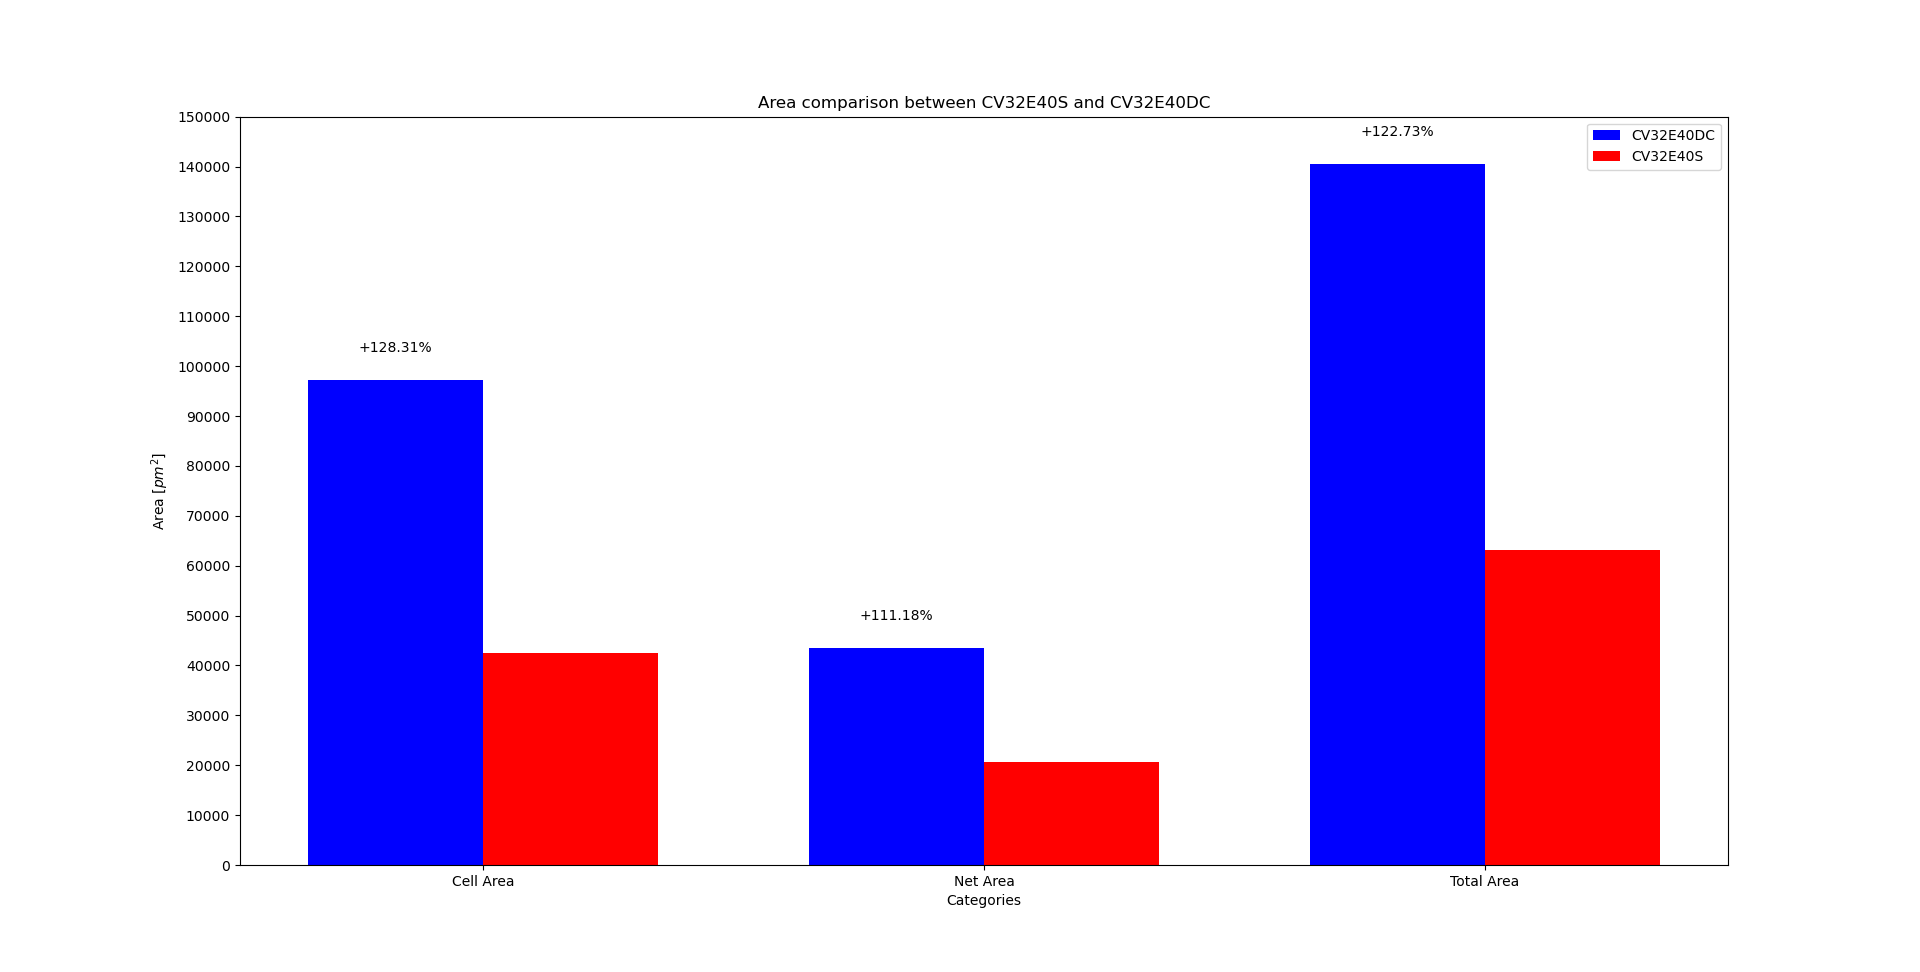 Area comparison between CV32E40S and CV32E40DC
150000
140000
130000
120000
110000
100000
90000
80000
70000
60000
50000
40000
30000
20000
10000
0
Area [pm²]
+128.31%
+111.18%
+122.73%
CV32E40DC
CV32E40S
Cell Area
Net Area
Total Area
Categories